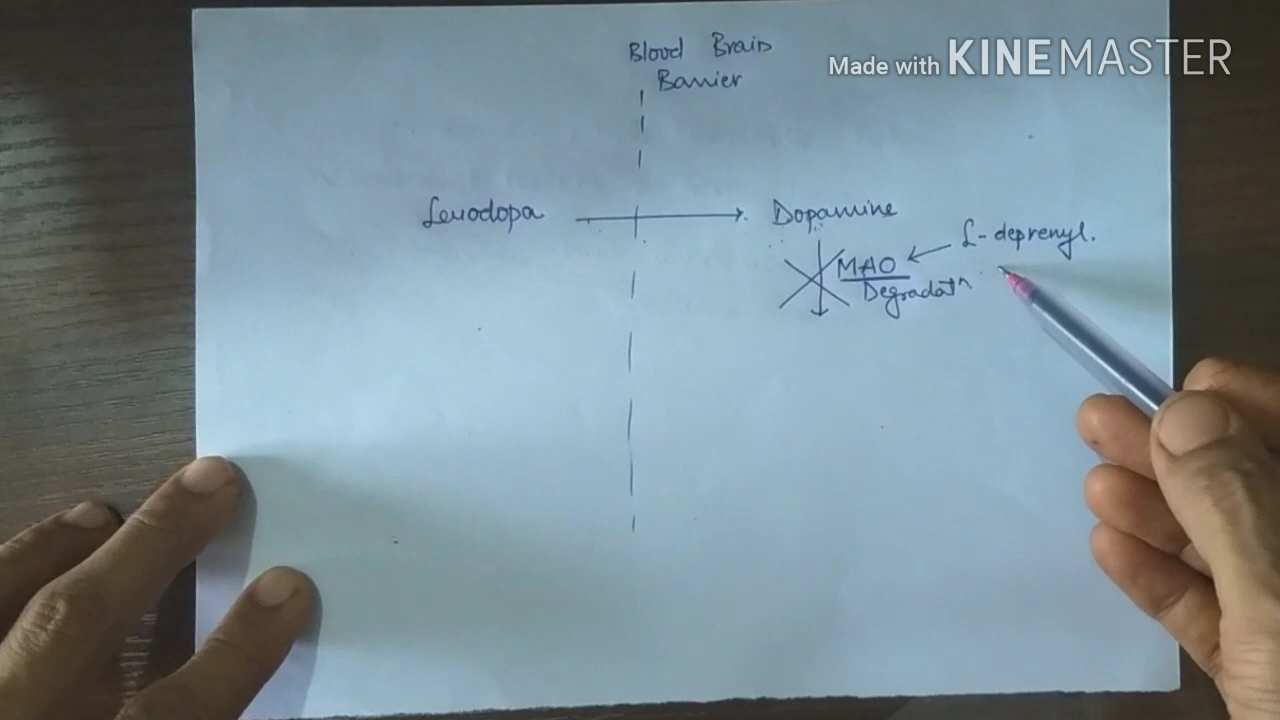 Blood Brain
Barrier
Made with KINEMASTER
Levodopa
Dopamine
L-deprenyl.
MAO
Degradatⁿ